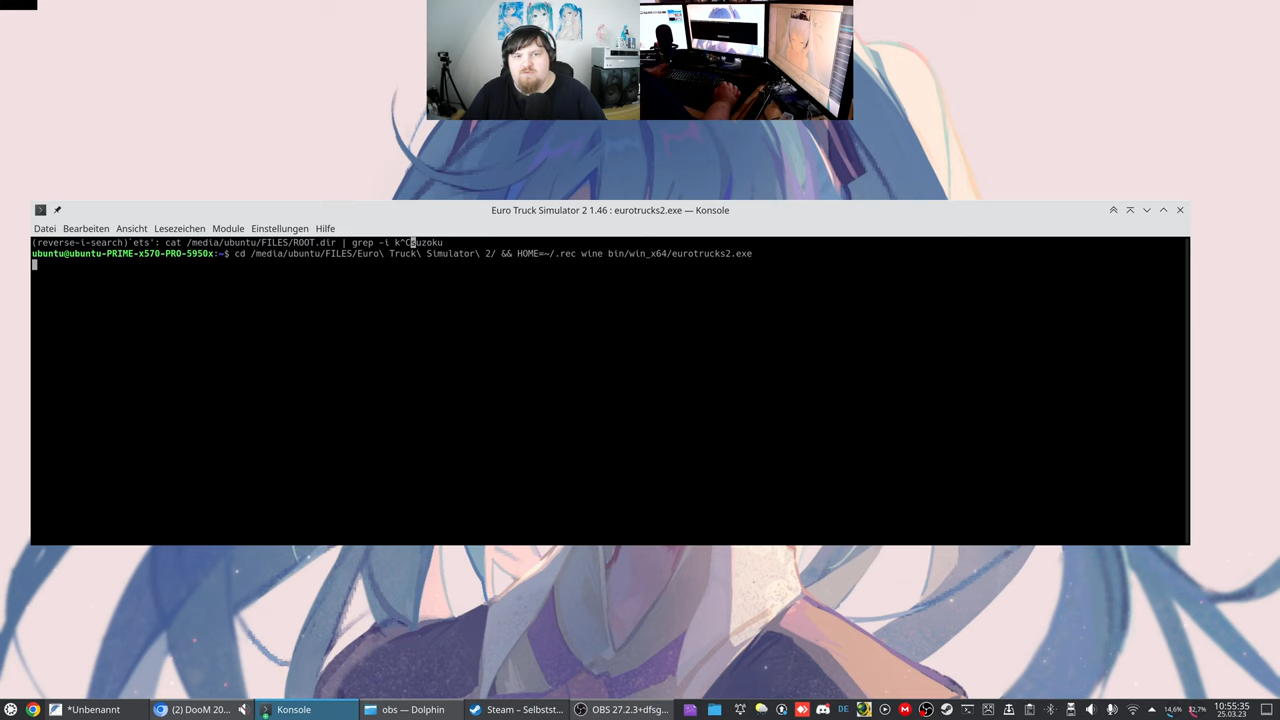 Euro Truck Simulator 2 1.46 : eurotrucks2.exe — Konsole
Datei Bearbeiten Ansicht Lesezeichen Module Einstellungen Hilfe
(reverse-i-search)`ets': cat /media/ubuntu/FILES/ROOT.dir | grep -i k^Csuzoku
ubuntu@ubuntu-PRIME-x570-PRO-5950x:~$ cd /media/ubuntu/FILES/Euro\ Truck\ Simulator\ 2/ && HOME=~/.rec wine bin/win_x64/eurotrucks2.exe
*Unbenannt
(2) DooM 20...
Konsole
obs — Dolphin
Steam – Selbstst...
OBS 27.2.3+dfsg...
DE
14,6%
10:55:35
25.03.23